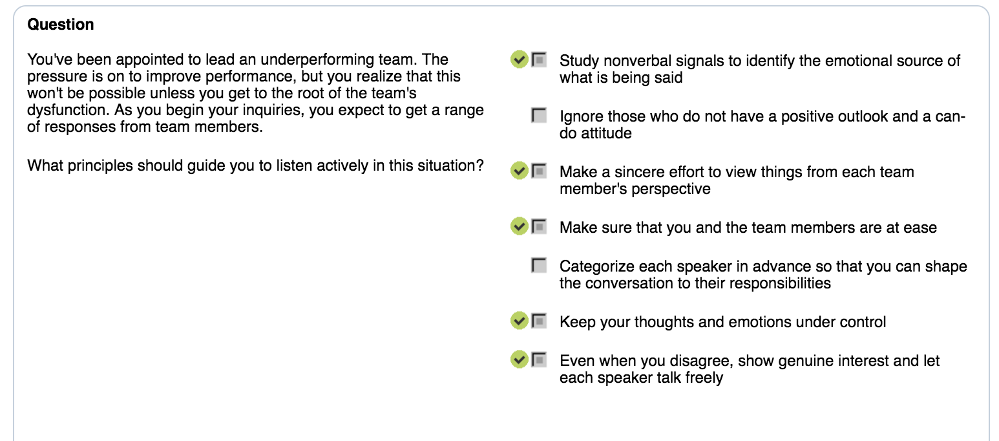 Question
You've been appointed to lead an underperforming team. The
pressure is on to improve performance, but you realize that this
won't be possible unless you get to the root of the team's
dysfunction. As you begin your inquiries, you expect to get a range
of responses from team members.
What principles should guide you to listen actively in this situation?
Study nonverbal signals to identify the emotional source of
what is being said
Ignore those who do not have a positive outlook and a can-
do attitude
Make a sincere effort to view things from each team
member's perspective
Make sure that you and the team members are at ease
Categorize each speaker in advance so that you can shape
the conversation to their responsibilities
Keep your thoughts and emotions under control
Even when you disagree, show genuine interest and let
each speaker talk freely